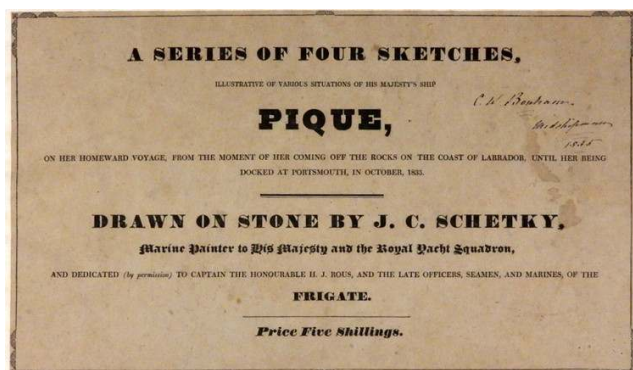 A SERIES OF FOUR SKETCHES,
ILLUSTRATIVE OF VARIOUS SITUATIONS OF HIS MAJESTY'S SHIP
C. W. Bonham
PIQUE,
Midshipman
1835
ON HER HOMEWARD VOYAGE, FROM THE MOMENT OF HER COMING OFF THE ROCKS ON THE COAST OF LABRADOR, UNTIL HER BEING
DOCKED AT PORTSMOUTH, IN OCTOBER, 1835.
DRAWN ON STONE BY J. C. SCHETKY,
Marine Painter to His Majesty and the Royal Yacht Squadron,
AND DEDICATED (by permission) TO CAPTAIN THE HONOURABLE H. J. ROUS, AND THE LATE OFFICERS, SEAMEN, AND MARINES, OF THE
FRIGATE.
Price Five Shillings.